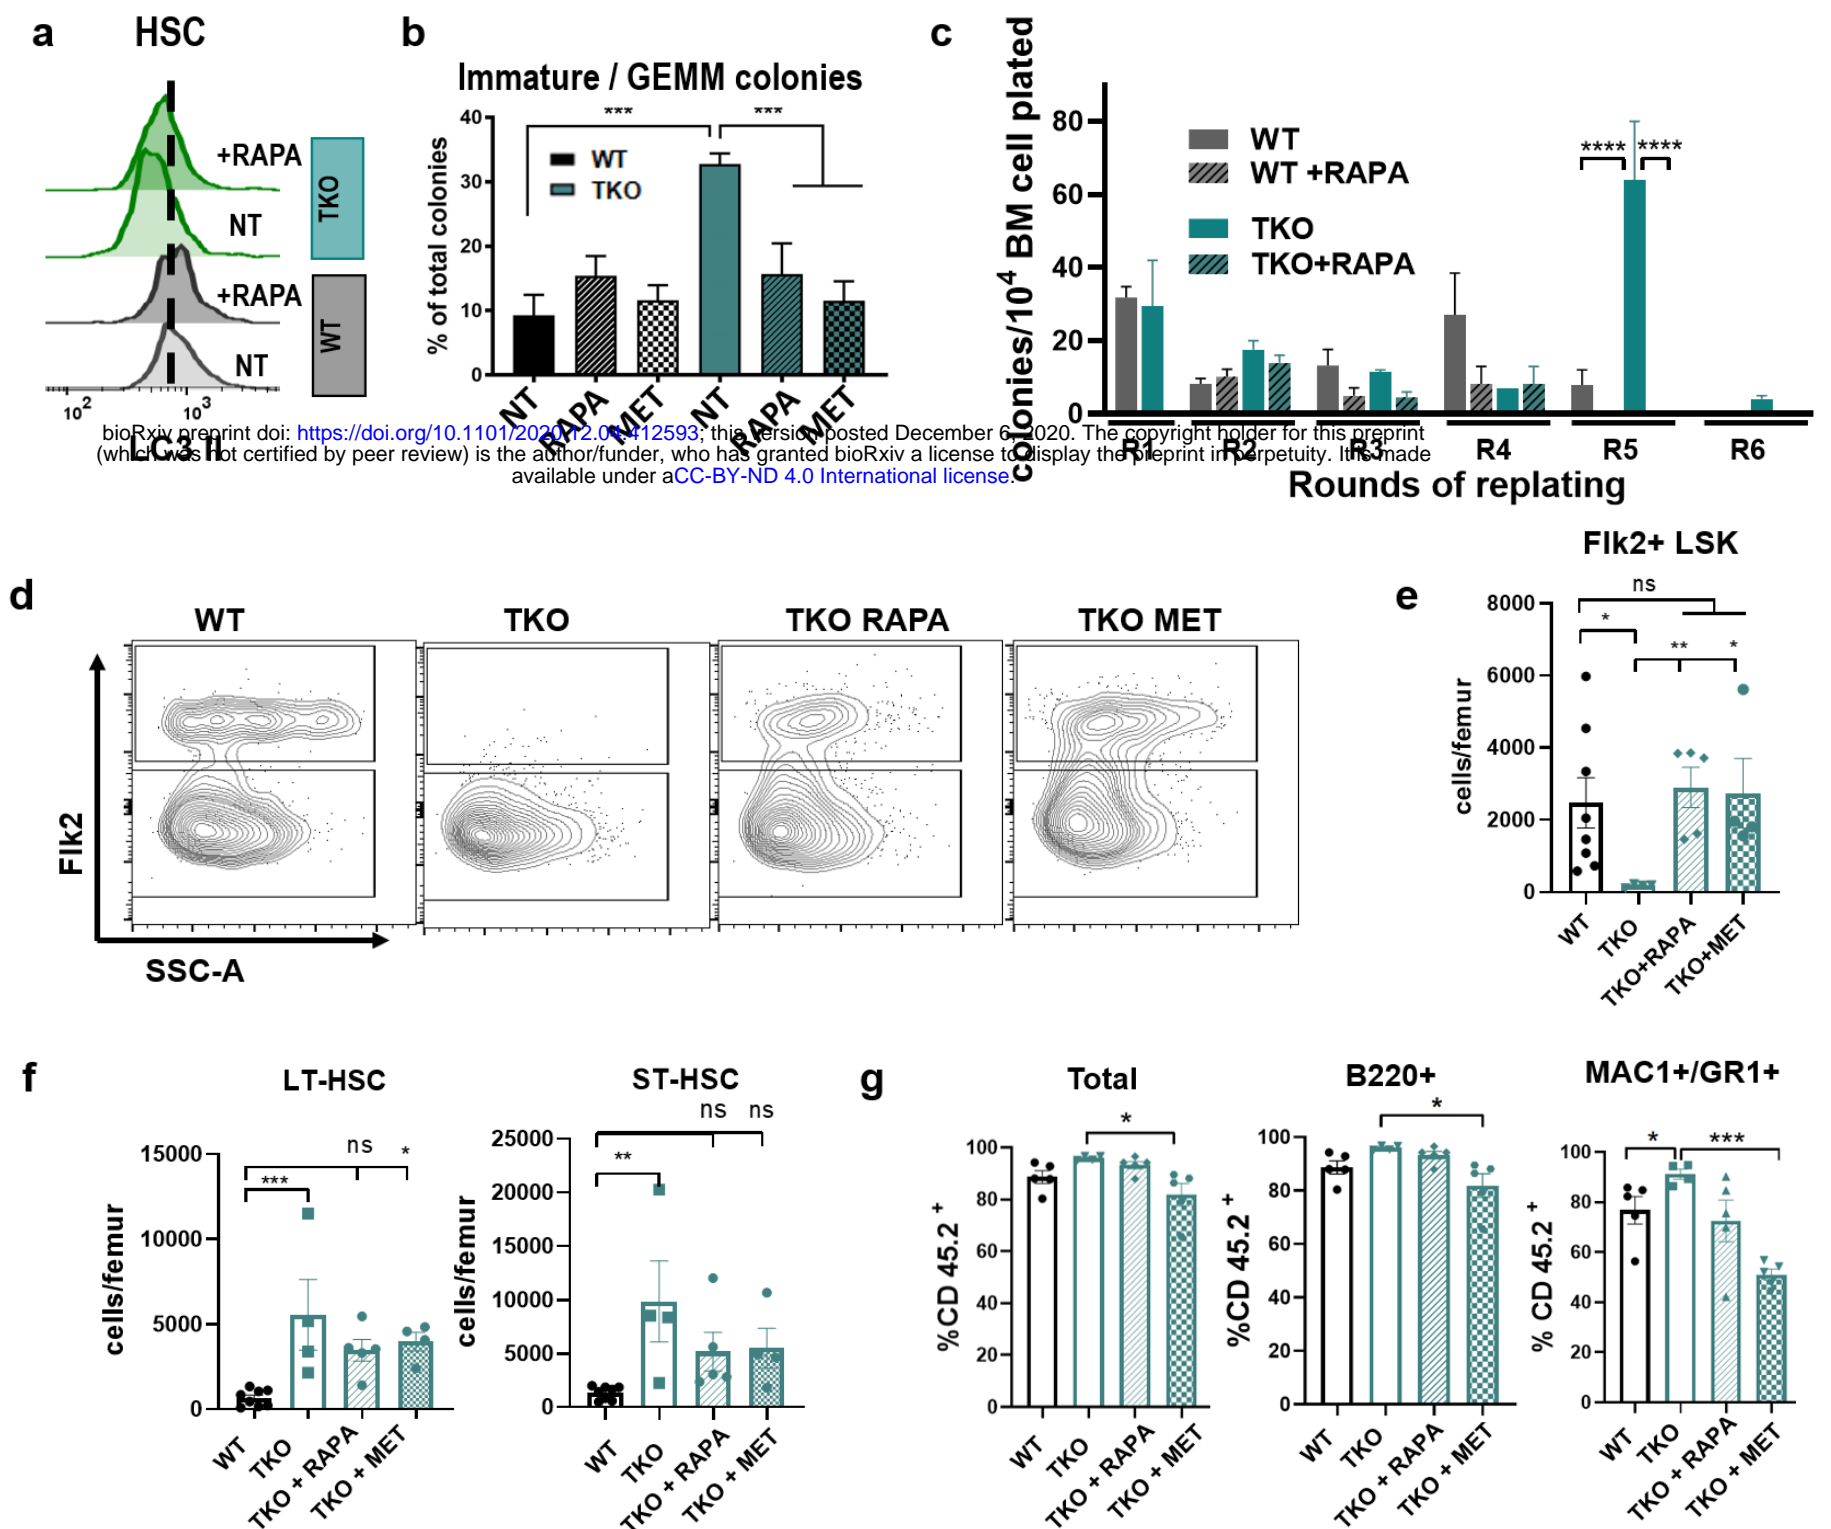 a
HSC
+RAPA
NT
TKO
+RAPA
NT
WT
10²
10³
LC3 II
b
Immature / GEMM colonies
***
***
WT
TKO
% of total colonies
40
30
20
10
0
NT
RAPA
MET
NT
RAPA
MET
c
colonies/10⁴ BM cell plated
80
60
40
20
0
WT
WT +RAPA
TKO
TKO+RAPA
**** ****
R1
R2
R3
R4
R5
R6
Rounds of replating
bioRxiv preprint doi: https://doi.org/10.1101/2020.12.04.412593; this version posted December 6, 2020. The copyright holder for this preprint
(which was not certified by peer review) is the author/funder, who has granted bioRxiv a license to display the preprint in perpetuity. It is made
available under aCC-BY-ND 4.0 International license.
d
WT
TKO
TKO RAPA
TKO MET
Flk2
SSC-A
e
Flk2+ LSK
ns
*
**
*
cells/femur
8000
6000
4000
2000
0
WT
TKO
TKO+RAPA
TKO+MET
f
LT-HSC
ns
*
***
cells/femur
15000
10000
5000
0
WT
TKO
TKO + RAPA
TKO + MET
ST-HSC
ns
ns
**
cells/femur
25000
20000
15000
10000
5000
0
WT
TKO
TKO + RAPA
TKO + MET
g
Total
*
%CD 45.2 +
100
80
60
40
20
0
WT
TKO
TKO + RAPA
TKO + MET
B220+
*
%CD 45.2 +
100
80
60
40
20
0
WT
TKO
TKO + RAPA
TKO + MET
MAC1+/GR1+
*
***
% CD 45.2 +
100
80
60
40
20
0
WT
TKO
TKO + RAPA
TKO + MET